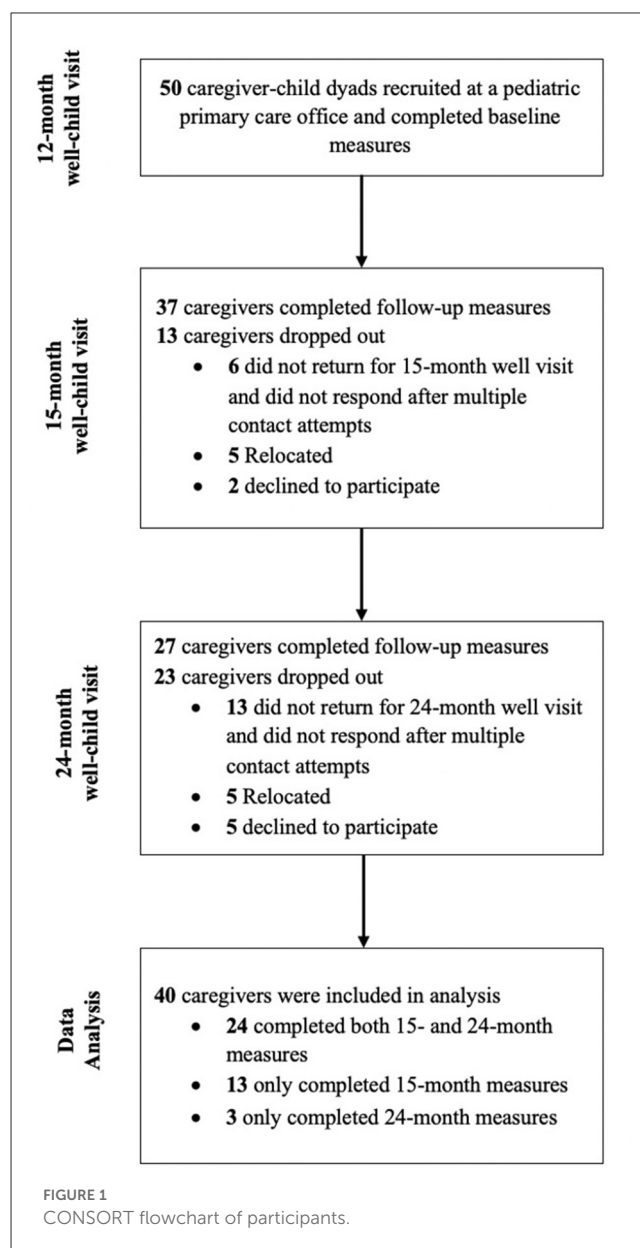 12-month
well-child visit
50 caregiver-child dyads recruited at a pediatric
primary care office and completed baseline
measures
15-month
well-child visit
37 caregivers completed follow-up measures
13 caregivers dropped out
• 6 did not return for 15-month well visit
and did not respond after multiple
contact attempts
• 5 Relocated
• 2 declined to participate
24-month
well-child visit
27 caregivers completed follow-up measures
23 caregivers dropped out
• 13 did not return for 24-month well visit
and did not respond after multiple
contact attempts
• 5 Relocated
• 5 declined to participate
Data
Analysis
40 caregivers were included in analysis
• 24 completed both 15- and 24-month
measures
• 13 only completed 15-month measures
• 3 only completed 24-month measures
FIGURE 1
CONSORT flowchart of participants.